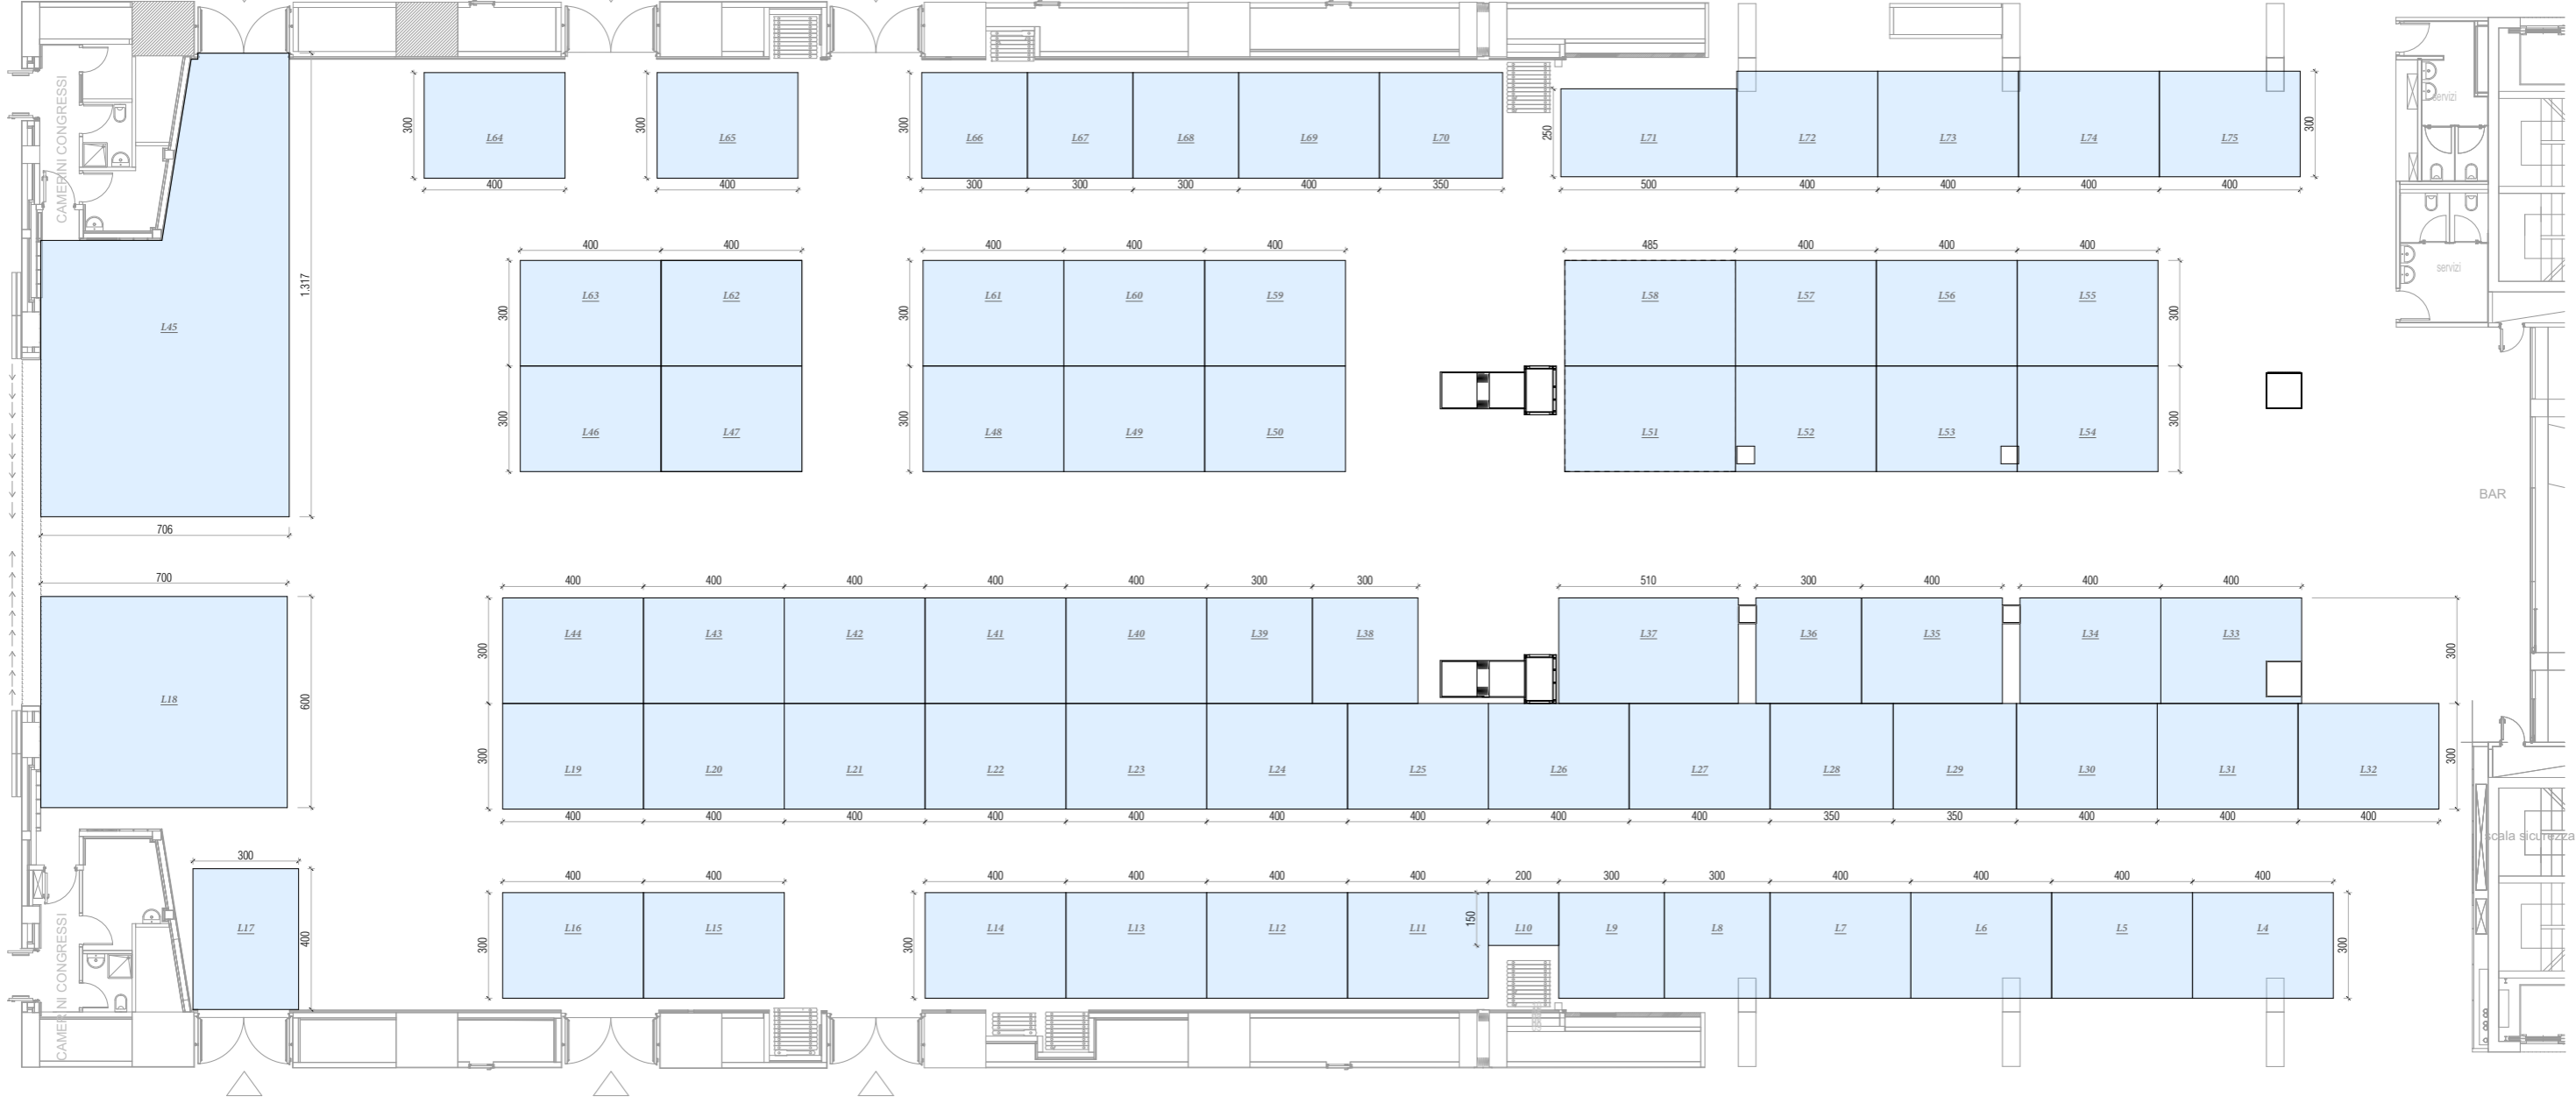 CAMERINI CONGRESSI
servizi
300
L64
400
300
L65
400
300
L66
L67
L68
L69
L70
300
300
300
400
350
250
L71
L72
L73
L74
L75
300
500
400
400
400
400
servizi
L45
1.317
706
400
400
300
L63
L62
300
L46
L47
400
400
400
300
L61
L60
L59
300
L48
L49
L50
485
400
400
400
L58
L57
L56
L55
300
L51
L52
L53
L54
300
BAR
700
L18
600
400
400
400
400
400
300
300
510
300
400
400
400
300
L44
L43
L42
L41
L40
L39
L38
L37
L36
L35
L34
L33
300
300
L19
L20
L21
L22
L23
L24
L25
L26
L27
L28
L29
L30
L31
L32
300
400
400
400
400
400
400
400
400
400
350
350
400
400
400
scala sicurezza
CAMERINI CONGRESSI
300
L17
400
400
400
300
L16
L15
400
400
400
400
200
300
300
400
400
400
400
300
L14
L13
L12
L11
150
L10
L9
L8
L7
L6
L5
L4
300